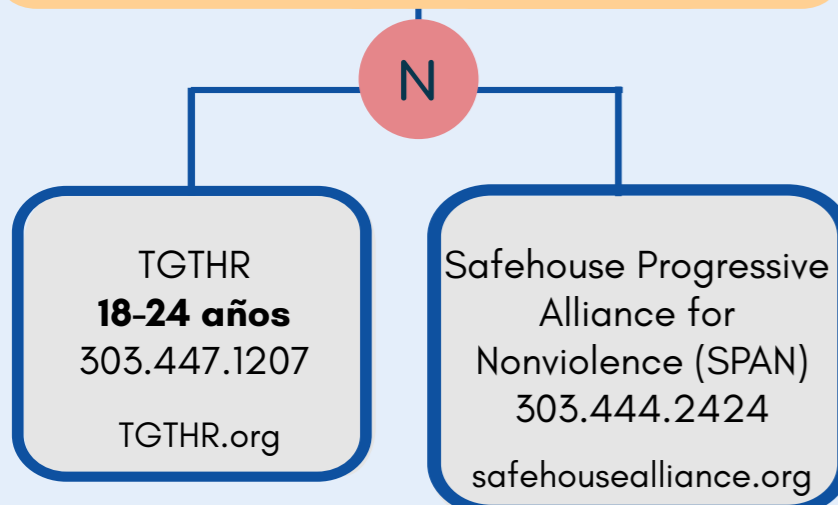 N
TGTHR
18-24 años
303.447.1207
TGTHR.org
Safehouse Progressive
Alliance for
Nonviolence (SPAN)
303.444.2424
safehousealliance.org